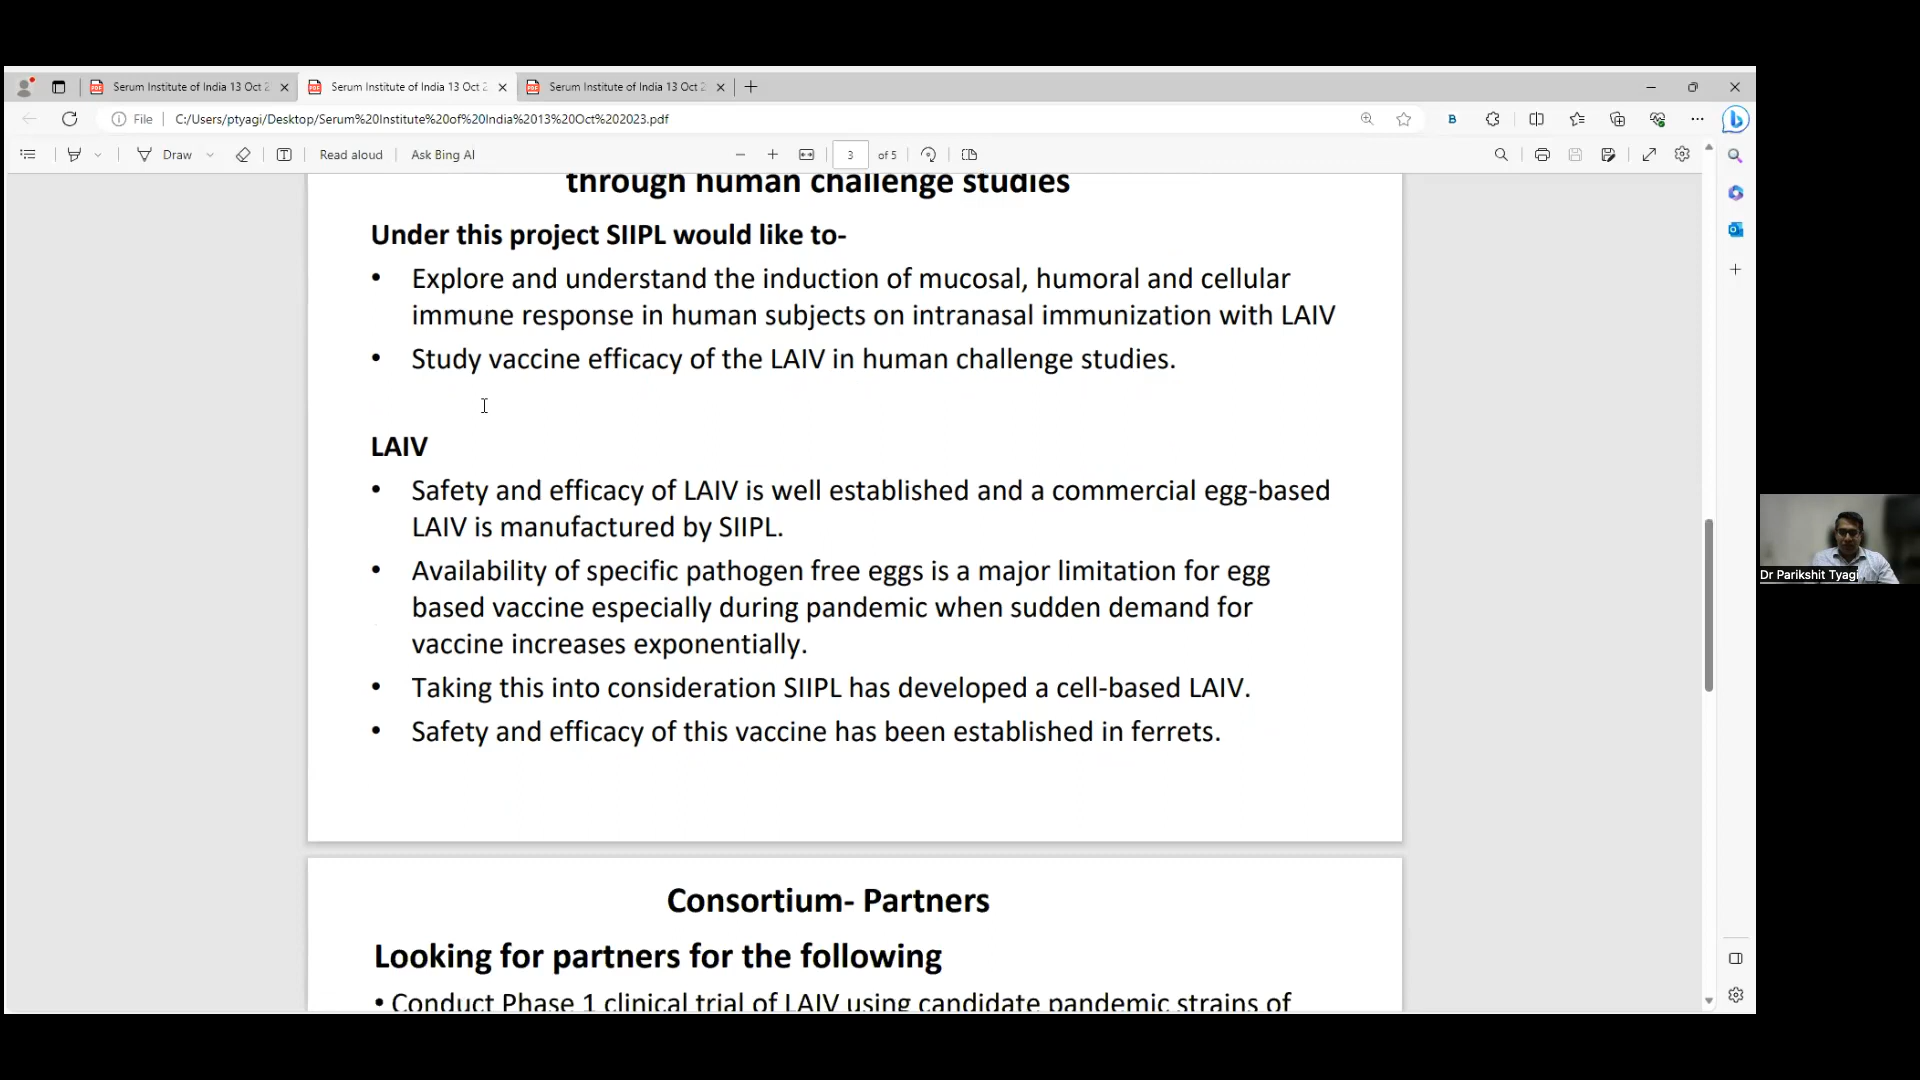 Serum Institute of India 13 Oct 2
Serum Institute of India 13 Oct 2
Serum Institute of India 13 Oct 2
File
C:/Users/ptyagi/Desktop/Serum%20Institute%20of%20India%2013%20Oct%202023.pdf
B
Draw
Read aloud
Ask Bing AI
3
of 5
through human challenge studies
Under this project SIIPL would like to-
• Explore and understand the induction of mucosal, humoral and cellular
immune response in human subjects on intranasal immunization with LAIV
• Study vaccine efficacy of the LAIV in human challenge studies.
LAIV
• Safety and efficacy of LAIV is well established and a commercial egg-based
LAIV is manufactured by SIIPL.
• Availability of specific pathogen free eggs is a major limitation for egg
based vaccine especially during pandemic when sudden demand for
vaccine increases exponentially.
• Taking this into consideration SIIPL has developed a cell-based LAIV.
• Safety and efficacy of this vaccine has been established in ferrets.
Dr Parikshit Tyagi
Consortium- Partners
Looking for partners for the following
• Conduct Phase 1 clinical trial of LAIV using candidate pandemic strains of